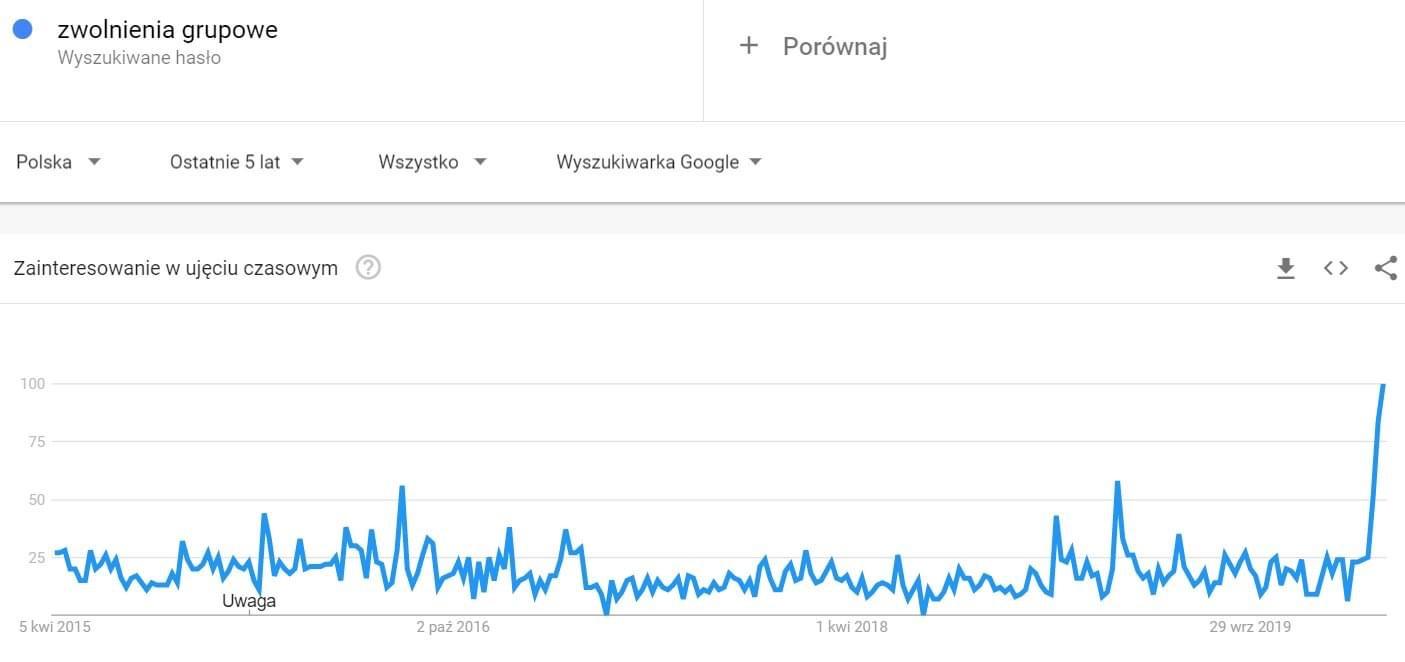 zwolnienia grupowe
Wyszukiwane hasło
+ Porównaj
Polska
Ostatnie 5 lat
Wszystko
Wyszukiwarka Google
Zainteresowanie w ujęciu czasowym ?
100
75
50
25
Uwaga
5 kwi 2015
2 paź 2016
1 kwi 2018
29 wrz 2019